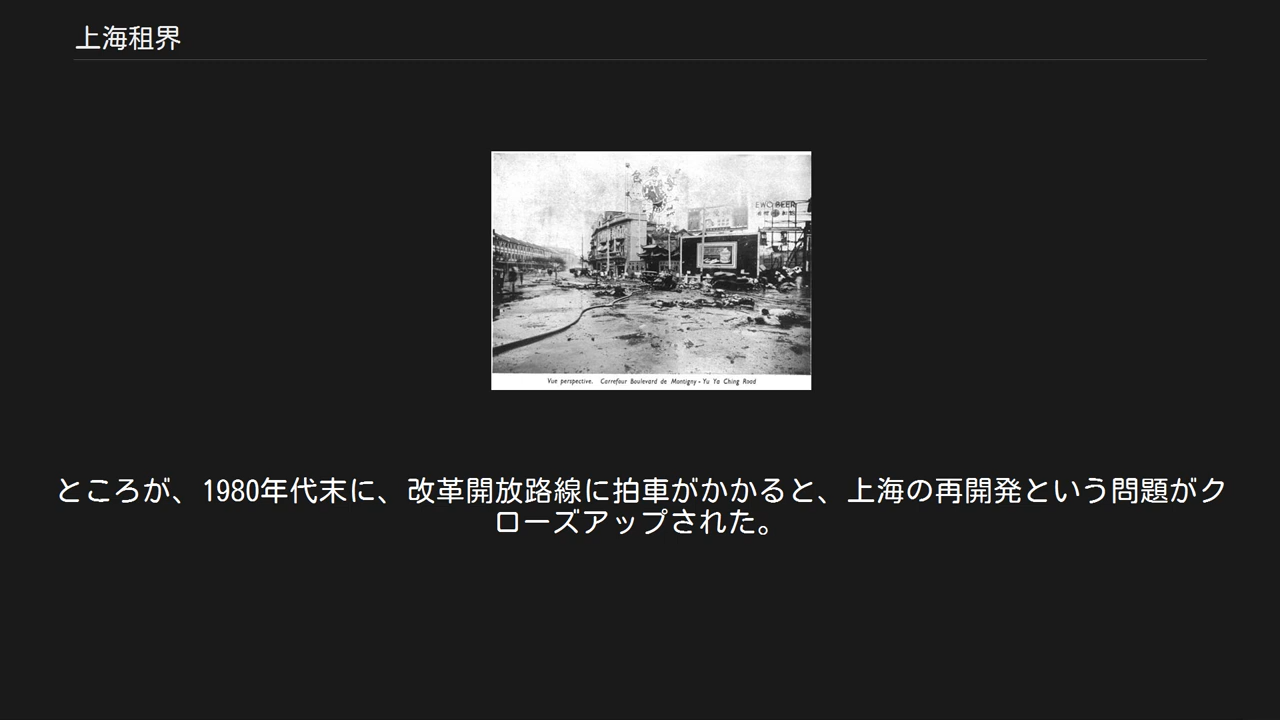 上海租界
EWO BEER
Vue perspective. Carrefour Boulevard de Montigny - Yu Ya Ching Road
ところが、1980年代末に、改革開放路線に拍車がかかると、上海の再開発という問題がク
ローズアップされた。